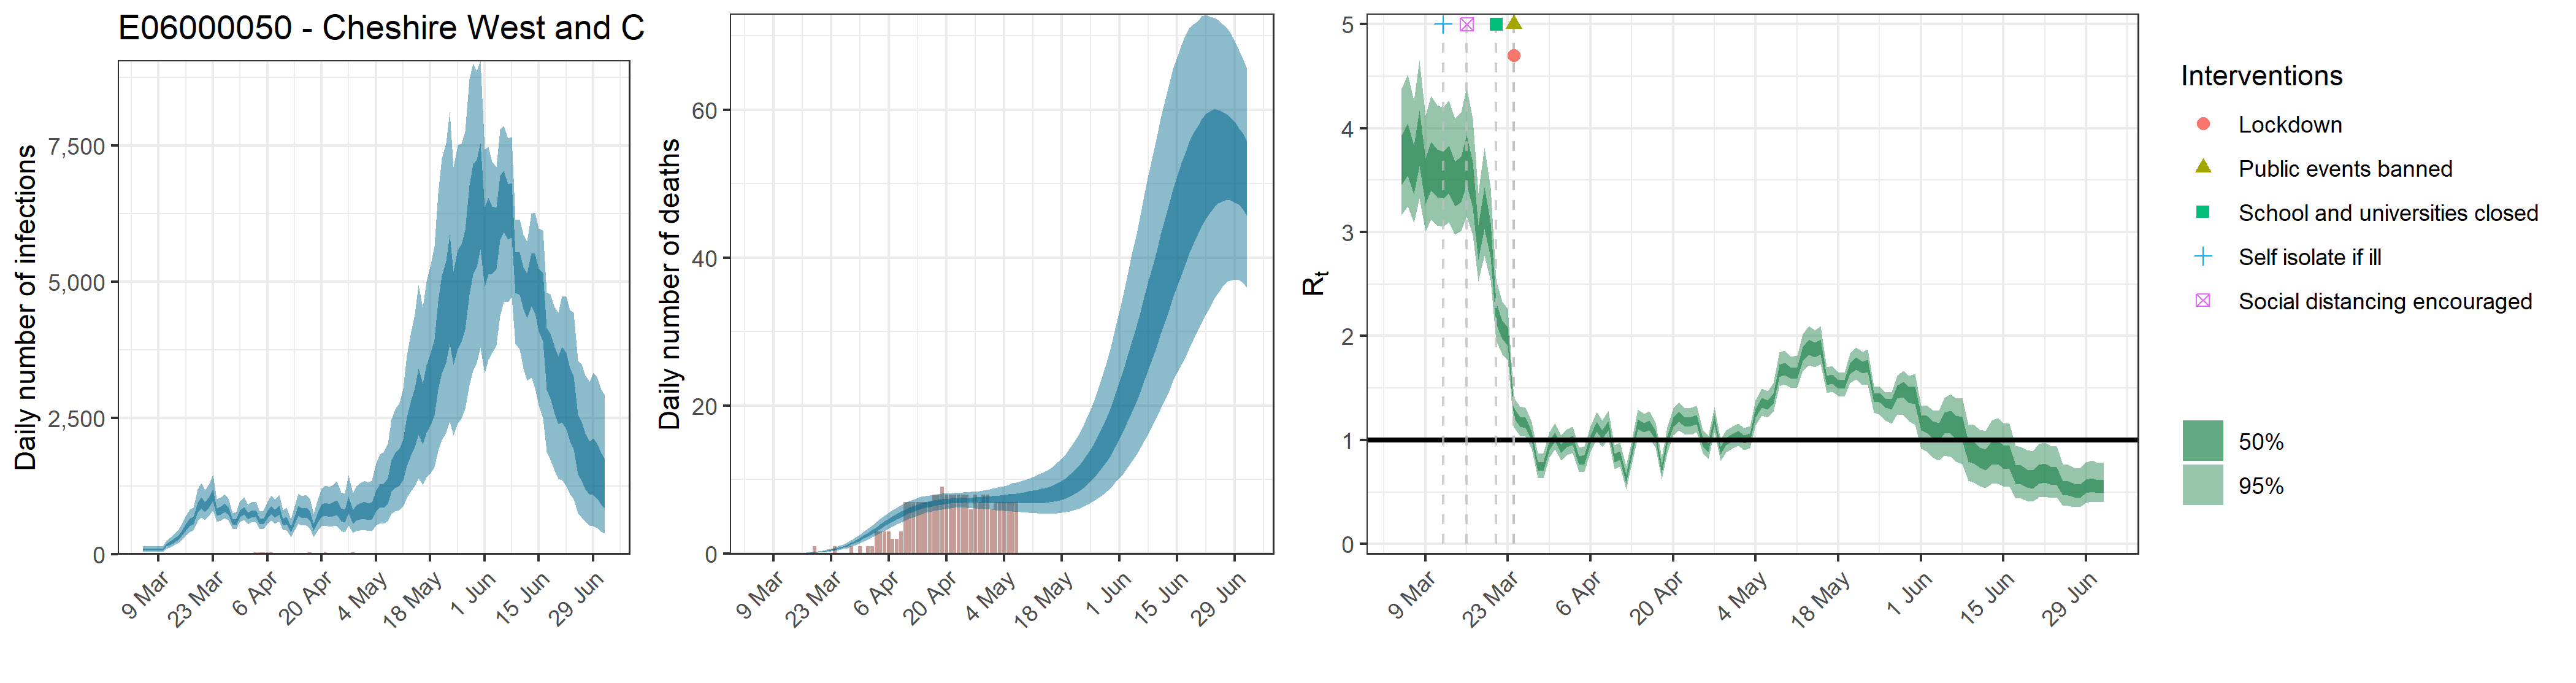 E06000050 - Cheshire West and C
Daily number of infections
7,500
5,000
2,500
0
9 Mar
23 Mar
6 Apr
20 Apr
4 May
18 May
1 Jun
15 Jun
29 Jun
Daily number of deaths
60
40
20
0
9 Mar
23 Mar
6 Apr
20 Apr
4 May
18 May
1 Jun
15 Jun
29 Jun
Rt
5
4
3
2
1
0
9 Mar
23 Mar
6 Apr
20 Apr
4 May
18 May
1 Jun
15 Jun
29 Jun
Interventions
Lockdown
Public events banned
School and universities closed
Self isolate if ill
Social distancing encouraged
50%
95%